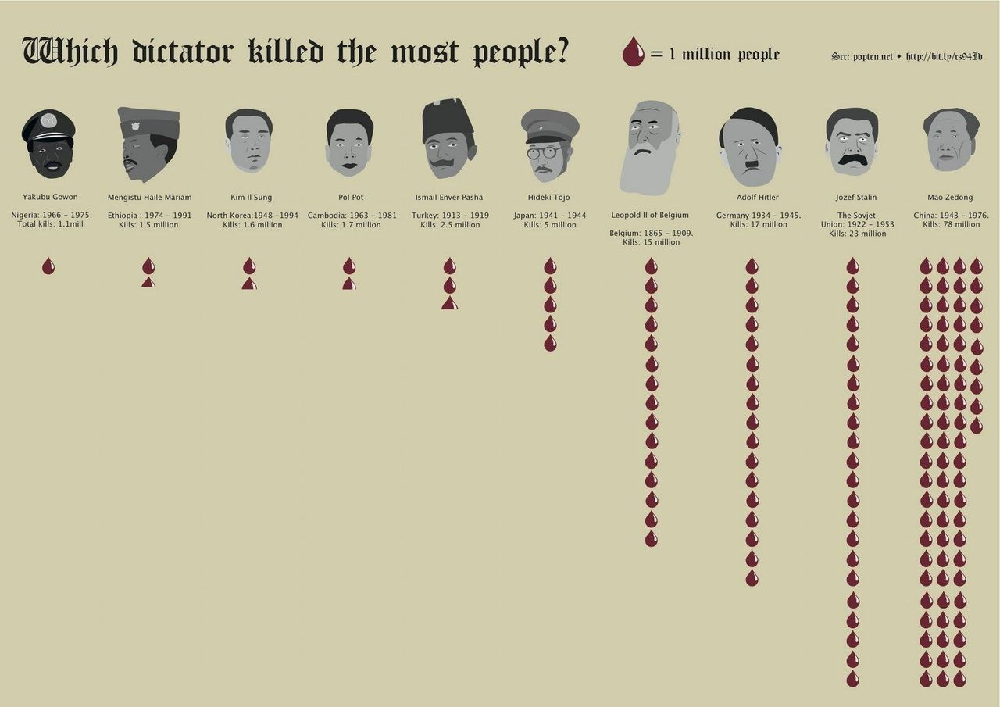 Which dictator killed the most people?
= 1 million people
Src: popten.net • http://bit.ly/cz94Id
Yakubu Gowon
Nigeria: 1966 - 1975
Total kills: 1.1mill
Mengistu Haile Mariam
Ethiopia : 1974 - 1991
Kills: 1.5 million
Kim Il Sung
North Korea:1948 -1994
Kills: 1.6 million
Pol Pot
Cambodia: 1963 - 1981
Kills: 1.7 million
Ismail Enver Pasha
Turkey: 1913 - 1919
Kills: 2.5 million
Hideki Tojo
Japan: 1941 - 1944
Kills: 5 million
Leopold II of Belgium
Belgium: 1865 - 1909.
Kills: 15 million
Adolf Hitler
Germany 1934 - 1945.
Kills: 17 million
Jozef Stalin
The Sovjet
Union: 1922 - 1953
Kills: 23 million
Mao Zedong
China: 1943 - 1976.
Kills: 78 million